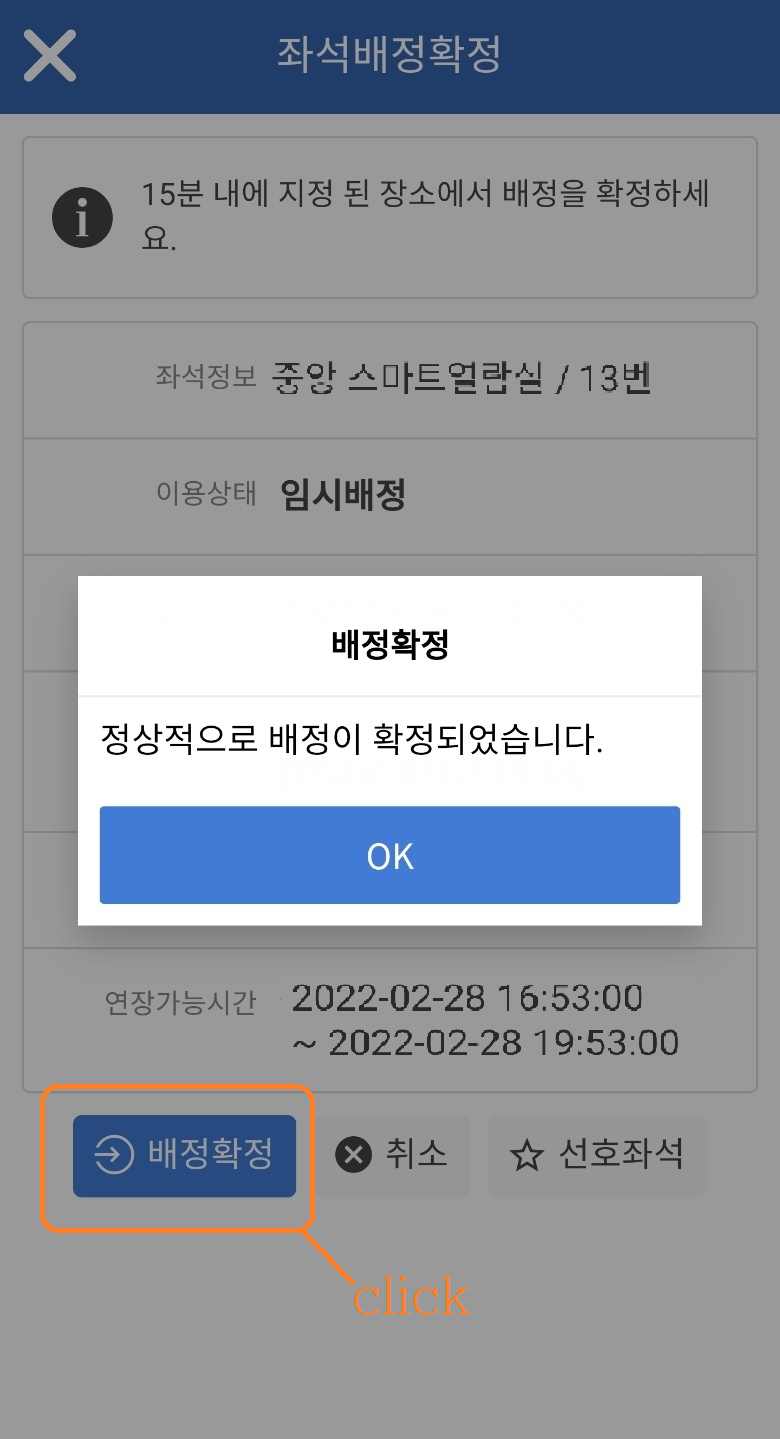 좌석배정확정
15분 내에 지정 된 장소에서 배정을 확정하세
요.
좌석정보 중앙 스마트열람실 / 13번
이용상태 임시배정
배정확정
정상적으로 배정이 확정되었습니다.
OK
연장가능시간 2022-02-28 16:53:00
~ 2022-02-28 19:53:00
배정확정 취소 선호좌석
click